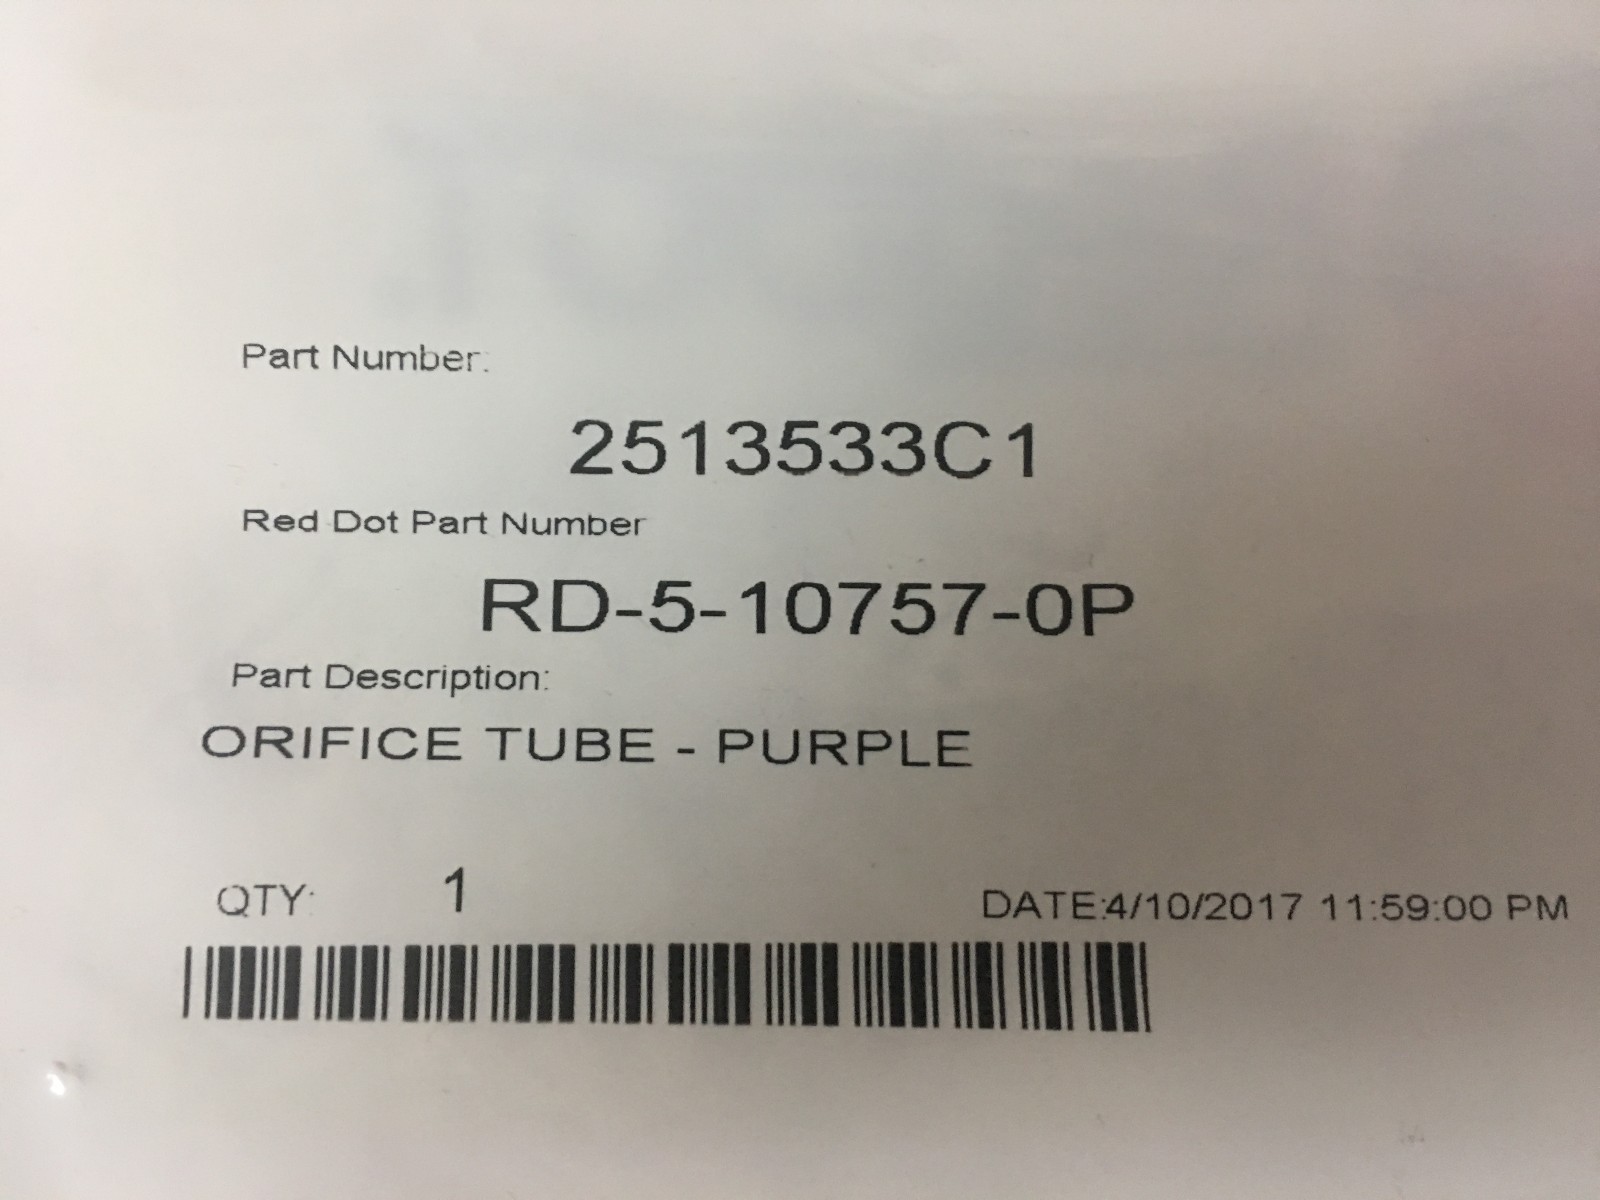 Part Number:
2513533C1
Red Dot Part Number
RD-5-10757-0P
Part Description:
ORIFICE TUBE - PURPLE
QTY: 1 DATE:4/10/2017 11:59:00 PM